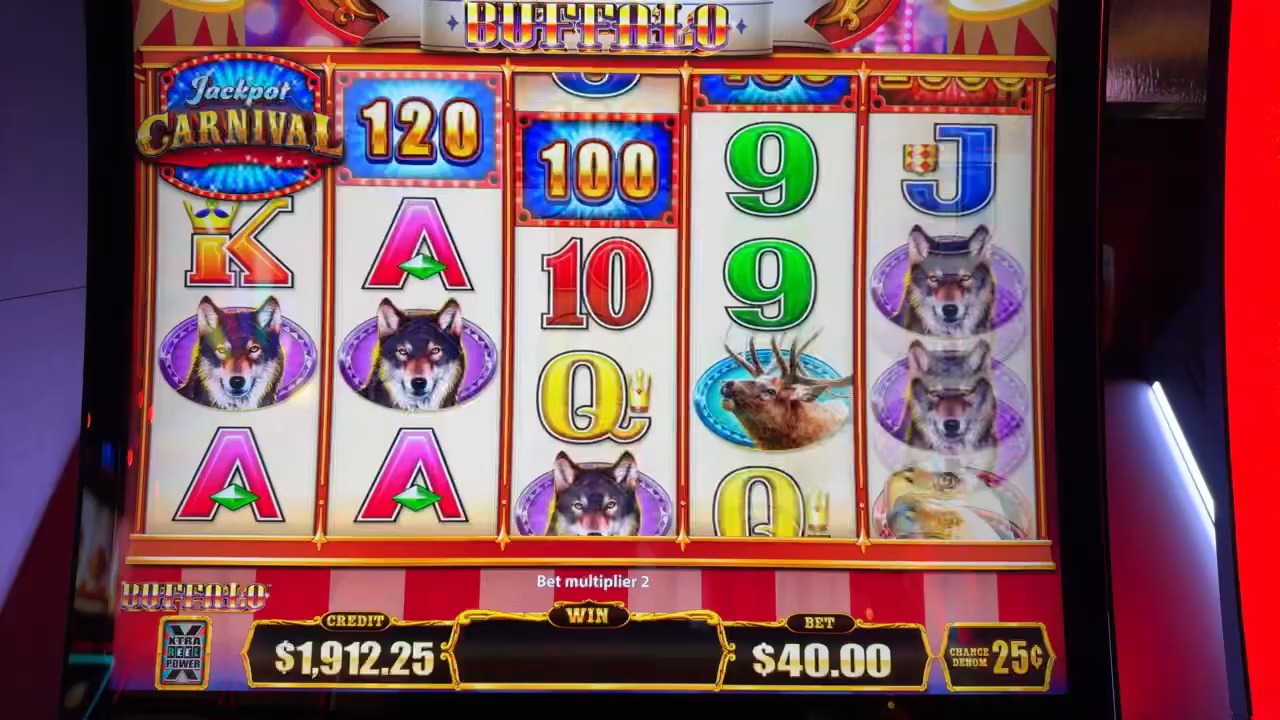 BUFFALO
Jackpot
CARNIVAL
120
100
9
J
K
A
10
9
Q
A
A
Q
Bet multiplier 2
BUFFALO
XTRA
REEL
POWER
CREDIT
$1,912.25
WIN
BET
$40.00
CHANGE
DENOM
25¢